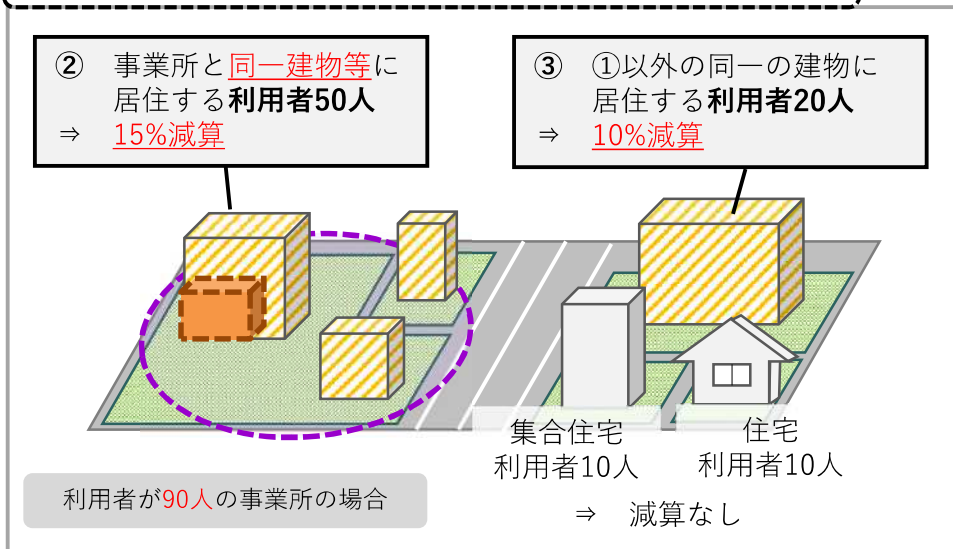 ② 事業所と同一建物等に
居住する利用者50人
⇒ 15%減算
③ ①以外の同一の建物に
居住する利用者20人
⇒ 10%減算
集合住宅
利用者10人
住宅
利用者10人
⇒ 減算なし
利用者が90人の事業所の場合